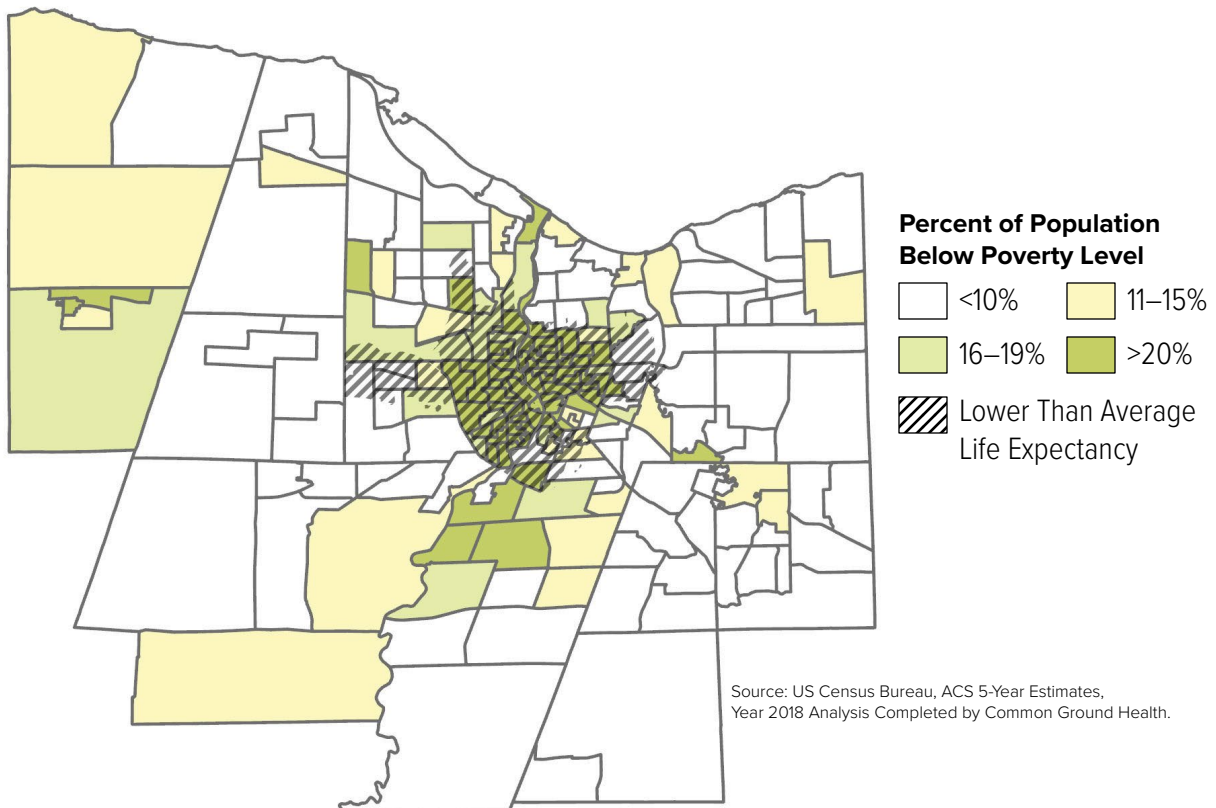 Percent of Population
Below Poverty Level
<10%
11–15%
16–19%
>20%
Lower Than Average
Life Expectancy
Source: US Census Bureau, ACS 5-Year Estimates,
Year 2018 Analysis Completed by Common Ground Health.